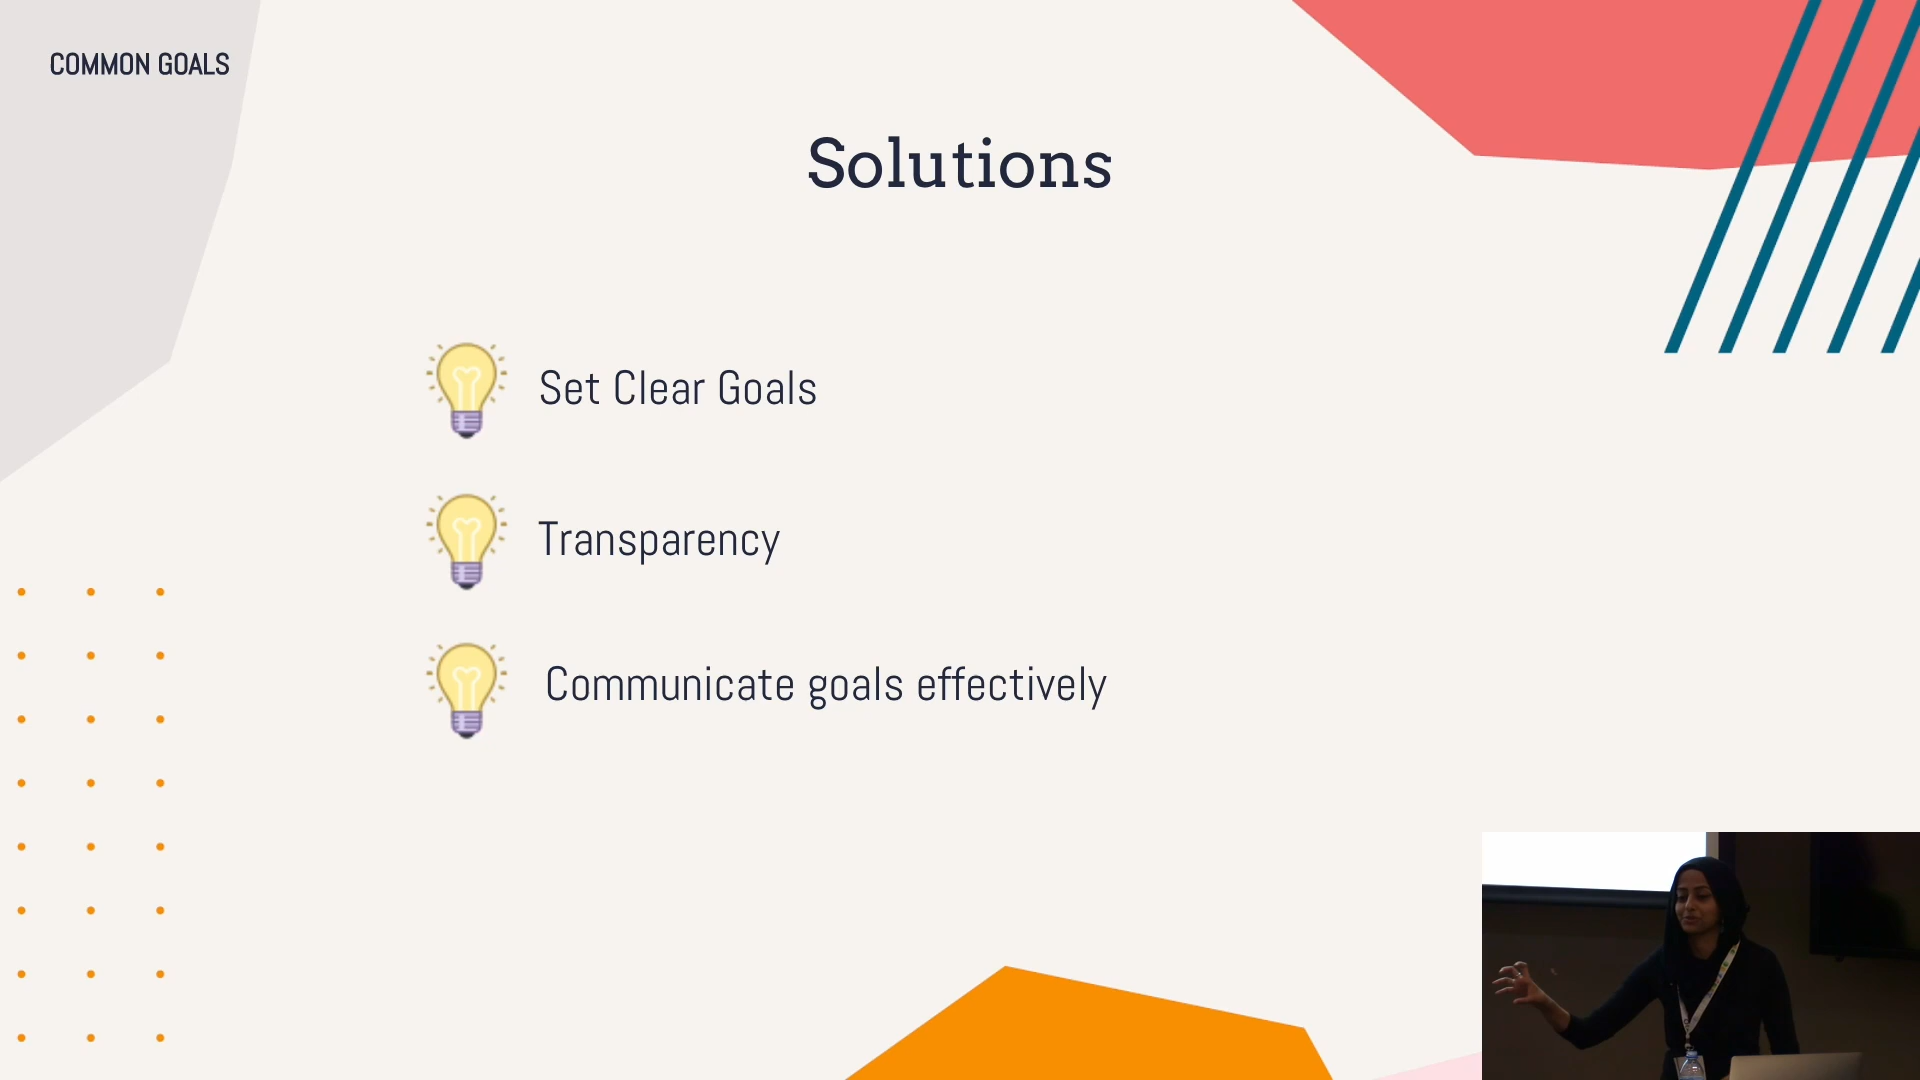 COMMON GOALS
Solutions
Set Clear Goals
Transparency
Communicate goals effectively